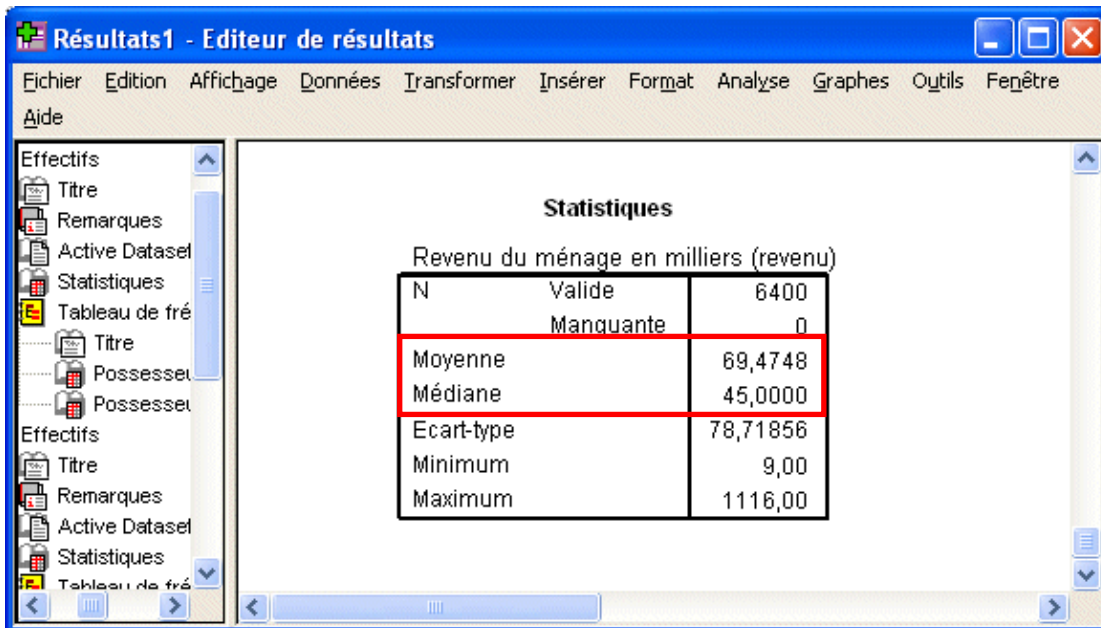 Résultats1 - Editeur de résultats
Fichier Edition Affichage Données Transformer Insérer Format Analyse Graphes Outils Fenêtre
Aide
Effectifs
Titre
Remarques
Active Dataset
Statistiques
Tableau de fré
Titre
Possesseu
Possesseu
Effectifs
Titre
Remarques
Active Dataset
Statistiques
Tableau de fré
Statistiques
Revenu du ménage en milliers (revenu)
N Valide 6400
Manquante 0
Moyenne 69,4748
Médiane 45,0000
Ecart-type 78,71856
Minimum 9,00
Maximum 1116,00